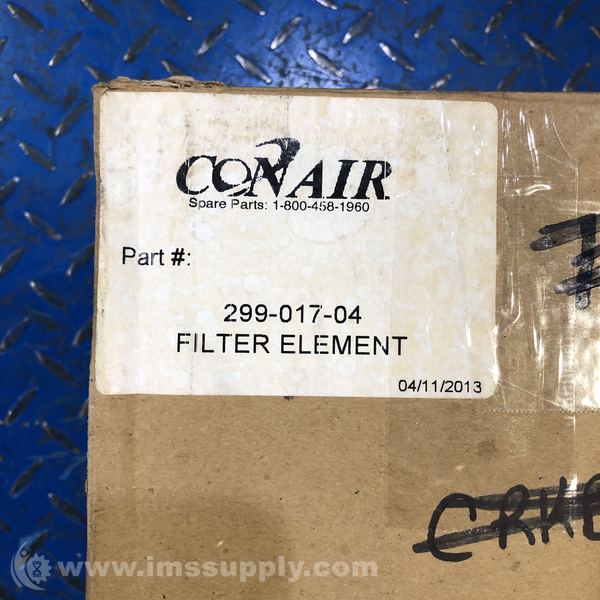 CONAIR
Spare Parts: 1-800-458-1960
Part #:
299-017-04
FILTER ELEMENT
04/11/2013
7
www.imssupply.com